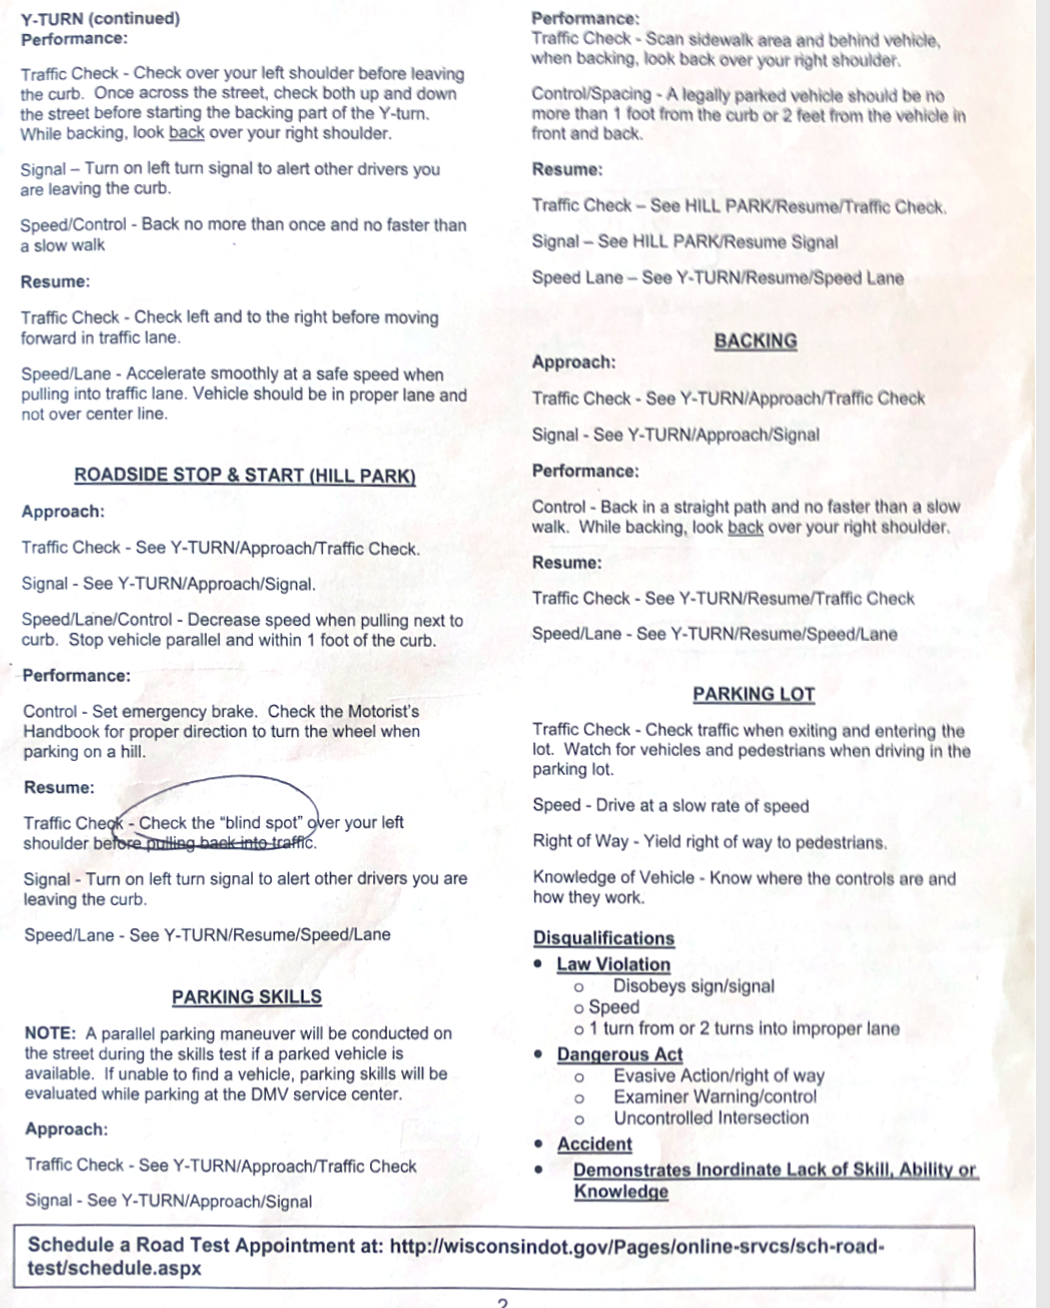 Y-TURN (continued)
Performance:
Traffic Check - Check over your left shoulder before leaving
the curb. Once across the street, check both up and down
the street before starting the backing part of the Y-turn.
While backing, look back over your right shoulder.
Signal – Turn on left turn signal to alert other drivers you
are leaving the curb.
Speed/Control - Back no more than once and no faster than
a slow walk
Resume:
Traffic Check - Check left and to the right before moving
forward in traffic lane.
Speed/Lane - Accelerate smoothly at a safe speed when
pulling into traffic lane. Vehicle should be in proper lane and
not over center line.
ROADSIDE STOP & START (HILL PARK)
Approach:
Traffic Check - See Y-TURN/Approach/Traffic Check.
Signal - See Y-TURN/Approach/Signal.
Speed/Lane/Control - Decrease speed when pulling next to
curb. Stop vehicle parallel and within 1 foot of the curb.
Performance:
Control - Set emergency brake. Check the Motorist's
Handbook for proper direction to turn the wheel when
parking on a hill.
Resume:
Traffic Check - Check the "blind spot" over your left
shoulder before pulling back into traffic.
Signal - Turn on left turn signal to alert other drivers you are
leaving the curb.
Speed/Lane - See Y-TURN/Resume/Speed/Lane
PARKING SKILLS
NOTE: A parallel parking maneuver will be conducted on
the street during the skills test if a parked vehicle is
available. If unable to find a vehicle, parking skills will be
evaluated while parking at the DMV service center.
Approach:
Traffic Check - See Y-TURN/Approach/Traffic Check
Signal - See Y-TURN/Approach/Signal
Performance:
Traffic Check - Scan sidewalk area and behind vehicle,
when backing, look back over your right shoulder.
Control/Spacing - A legally parked vehicle should be no
more than 1 foot from the curb or 2 feet from the vehicle in
front and back.
Resume:
Traffic Check – See HILL PARK/Resume/Traffic Check.
Signal – See HILL PARK/Resume Signal
Speed Lane – See Y-TURN/Resume/Speed Lane
BACKING
Approach:
Traffic Check - See Y-TURN/Approach/Traffic Check
Signal - See Y-TURN/Approach/Signal
Performance:
Control - Back in a straight path and no faster than a slow
walk. While backing, look back over your right shoulder.
Resume:
Traffic Check - See Y-TURN/Resume/Traffic Check
Speed/Lane - See Y-TURN/Resume/Speed/Lane
PARKING LOT
Traffic Check - Check traffic when exiting and entering the
lot. Watch for vehicles and pedestrians when driving in the
parking lot.
Speed - Drive at a slow rate of speed
Right of Way - Yield right of way to pedestrians.
Knowledge of Vehicle - Know where the controls are and
how they work.
Disqualifications
• Law Violation
o Disobeys sign/signal
o Speed
o 1 turn from or 2 turns into improper lane
• Dangerous Act
o Evasive Action/right of way
o Examiner Warning/control
o Uncontrolled Intersection
• Accident
• Demonstrates Inordinate Lack of Skill, Ability or
Knowledge
Schedule a Road Test Appointment at: http://wisconsindot.gov/Pages/online-srvcs/sch-road-
test/schedule.aspx
2